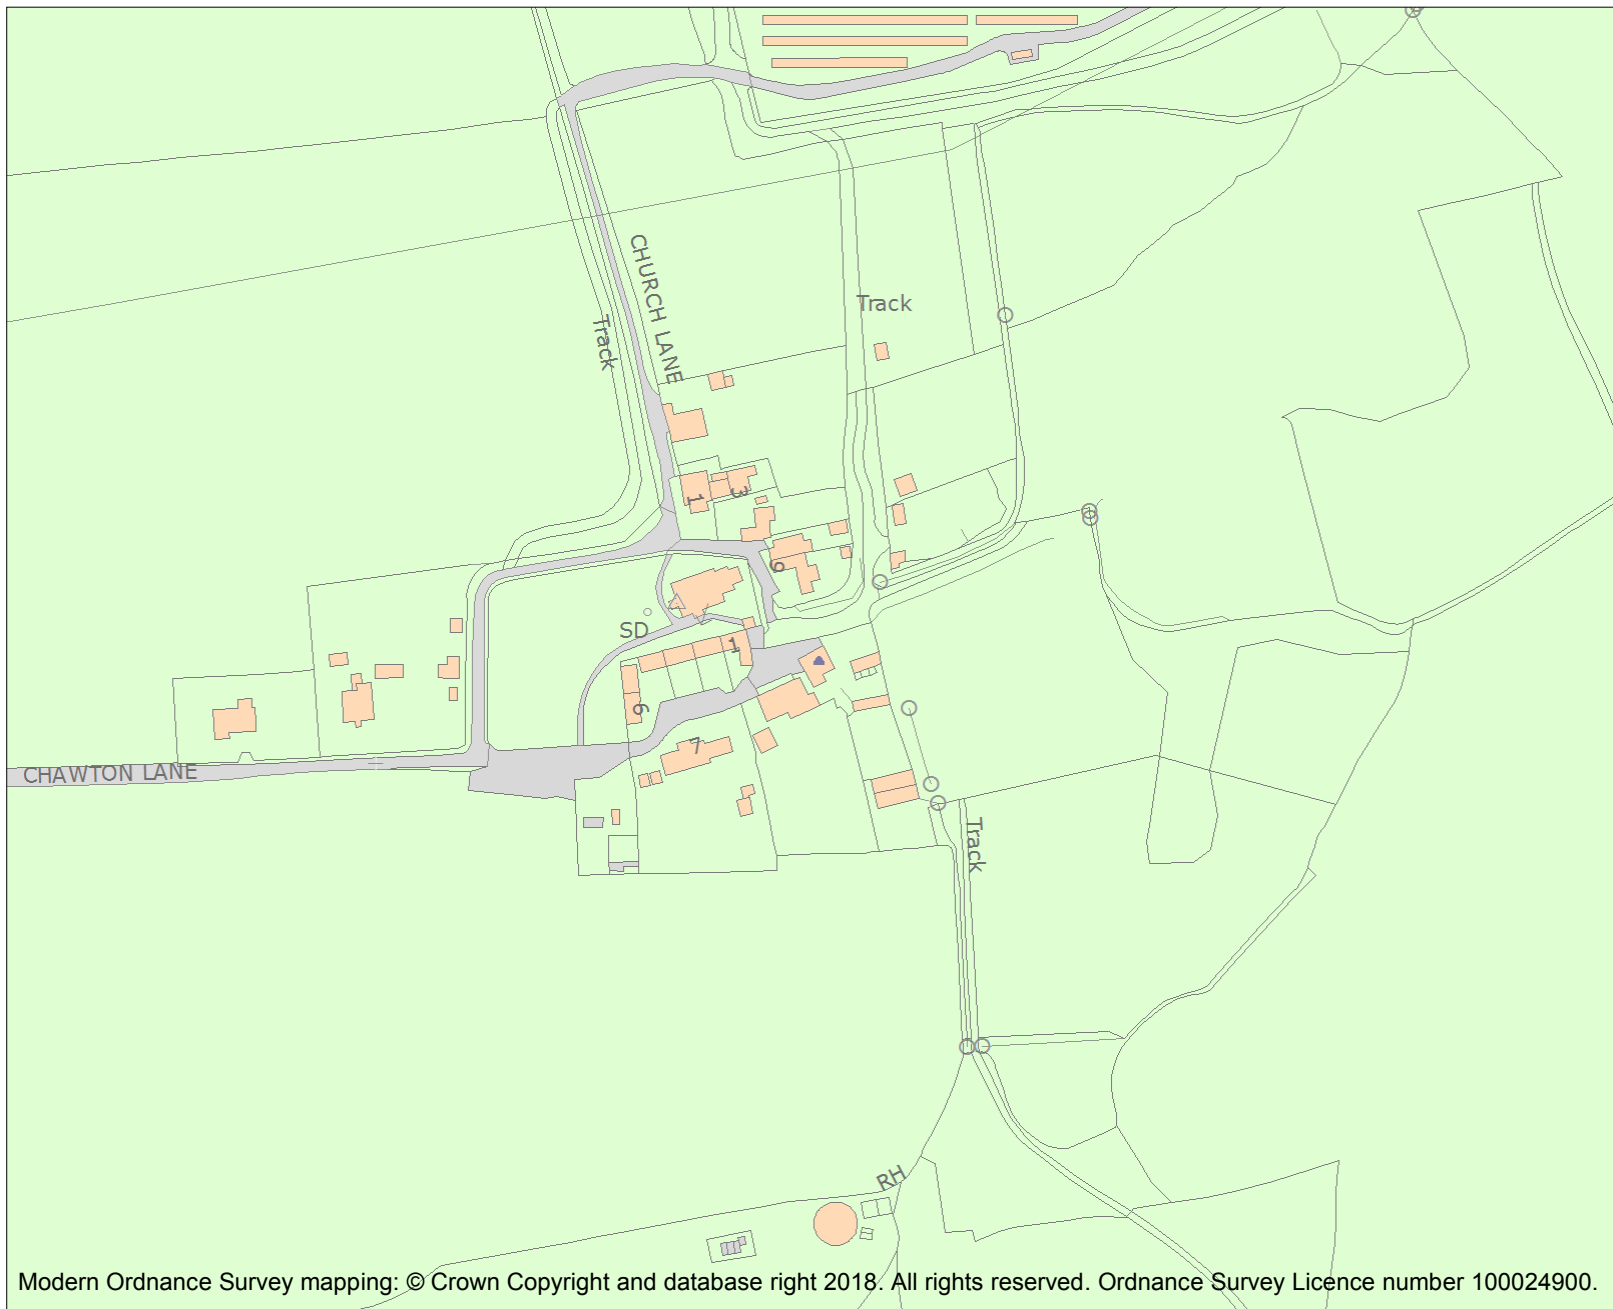 CHURCH LANE
Track
Track
1
3
9
SD
1
6
7
CHAWTON LANE
Track
RH
Modern Ordnance Survey mapping: © Crown Copyright and database right 2018. All rights reserved. Ordnance Survey Licence number 100024900.